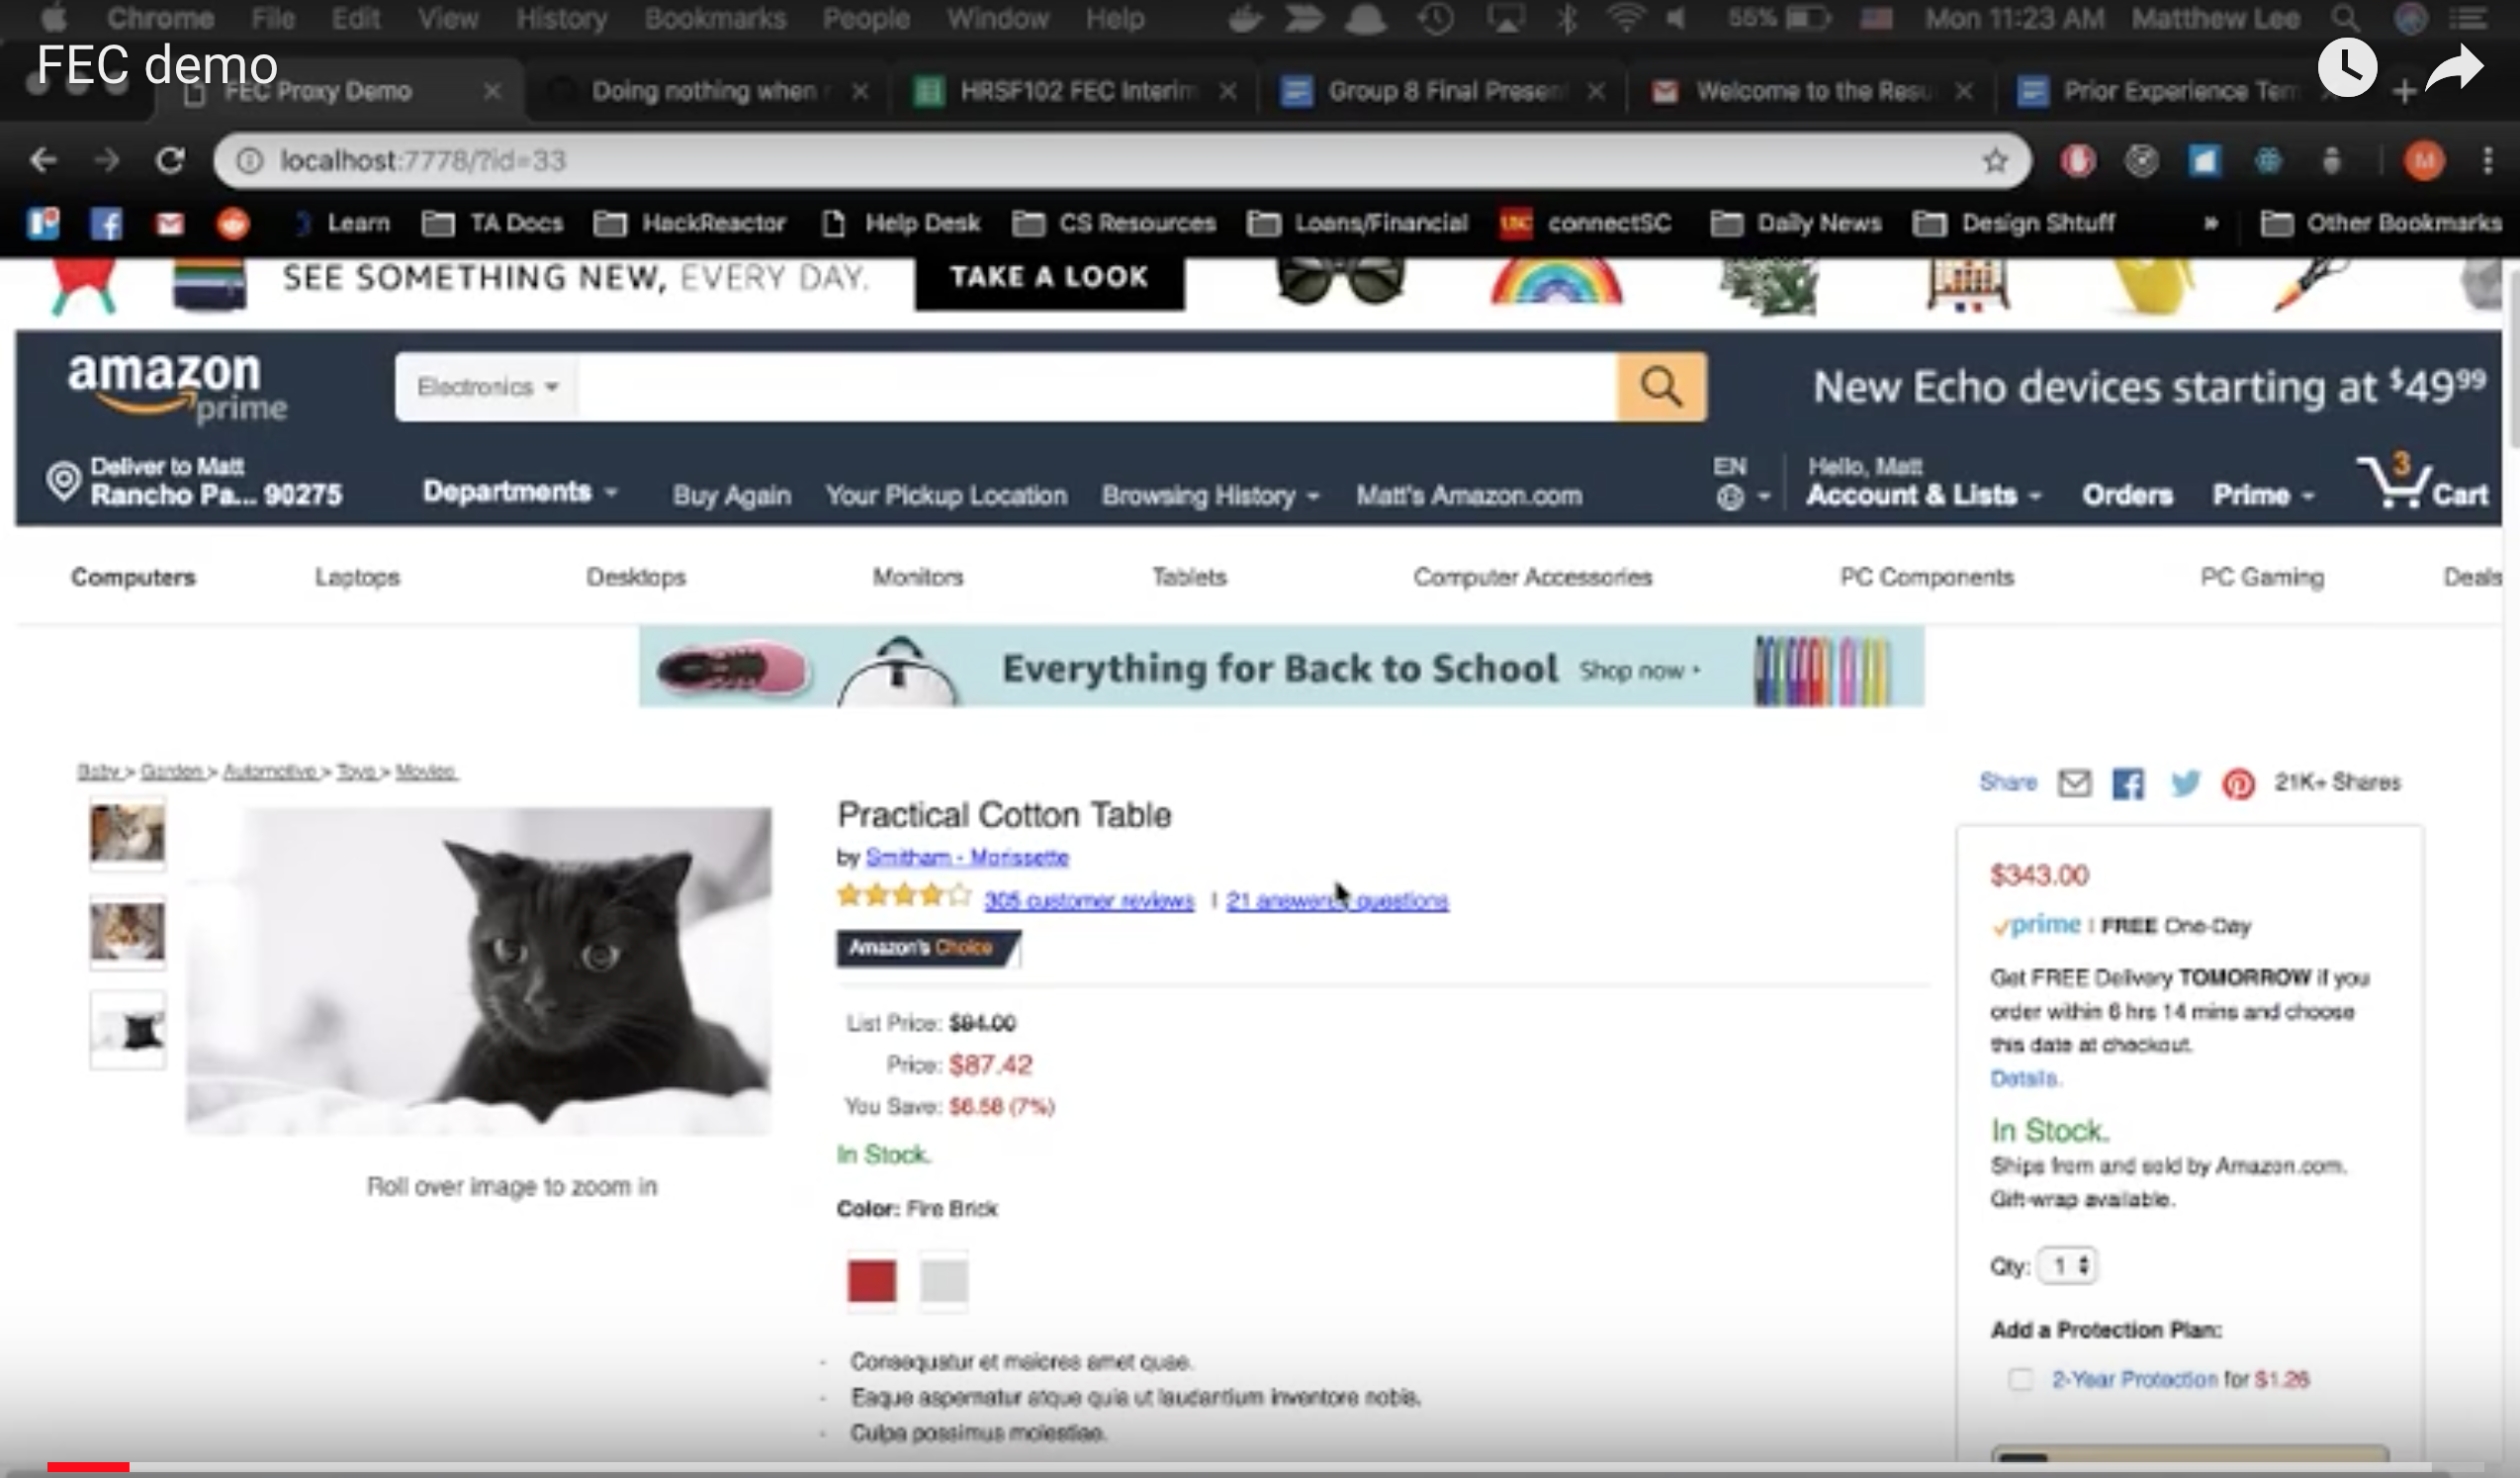 Chrome File Edit View History Bookmarks People Window Help 55% Mon 11:23 AM Matthew Lee
FEC demo
FEC Proxy Demo Doing nothing when HRSF102 FEC Interim Group 8 Final Present Welcome to the Resu Prior Experience Tem
localhost:7778/?id=33
Learn TA Docs HackReactor Help Desk CS Resources Loans/Financial USC connectSC Daily News Design Shtuff » Other Bookmarks
SEE SOMETHING NEW, EVERY DAY. TAKE A LOOK
amazon prime
Electronics
New Echo devices starting at $49⁹⁹
Deliver to Matt
Rancho Pa... 90275
Departments Buy Again Your Pickup Location Browsing History Matt's Amazon.com
EN
Hello, Matt
Account & Lists Orders Prime 3 Cart
Computers Laptops Desktops Monitors Tablets Computer Accessories PC Components PC Gaming Deals
Everything for Back to School Shop now
Baby > Garden > Automotive > Toys > Movies
Roll over image to zoom in
Practical Cotton Table
by Smitham - Morissette
305 customer reviews | 21 answered questions
Amazon's Choice
List Price: $94.00
Price: $87.42
You Save: $6.58 (7%)
In Stock.
Color: Fire Brick
- Consequatur et maiores amet quae.
- Eaque aspernatur atque quia ut laudantium inventore nobis.
- Culpa possimus molestiae.
Share 21K+ Shares
$343.00
prime | FREE One-Day
Get FREE Delivery TOMORROW if you
order within 6 hrs 14 mins and choose
this date at checkout.
Details.
In Stock.
Ships from and sold by Amazon.com.
Gift-wrap available.
Qty: 1
Add a Protection Plan:
2-Year Protection for $1.26